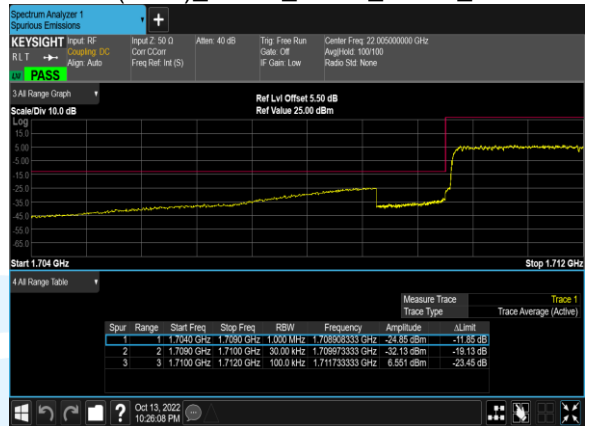 Spectrum Analyzer 1
Spurious Emissions
KEYSIGHT Input: RF Input Z: 50 Ω Atten: 40 dB Trig: Free Run Center Freq: 22.005000000 GHz
RLT Coupling: DC Corr CCorr Gate: Off Avg|Hold: 100/100
Align: Auto Freq Ref: Int (S) IF Gain: Low Radio Std: None
PASS
3 All Range Graph
Ref Lvl Offset 5.50 dB
Scale/Div 10.0 dB Ref Value 25.00 dBm
Log
15.0
5.00
-5.00
-15.0
-25.0
-35.0
-45.0
-55.0
-65.0
Start 1.704 GHz Stop 1.712 GHz
4 All Range Table
Measure Trace Trace 1
Trace Type Trace Average (Active)
Spur Range Start Freq Stop Freq RBW Frequency Amplitude ΔLimit
1 1 1.7040 GHz 1.7090 GHz 1.000 MHz 1.708908333 GHz -24.85 dBm -11.85 dB
2 2 1.7090 GHz 1.7100 GHz 30.00 kHz 1.709973333 GHz -32.13 dBm -19.13 dB
3 3 1.7100 GHz 1.7120 GHz 100.0 kHz 1.711733333 GHz 6.551 dBm -23.45 dB
? Oct 13, 2022
10:26:08 PM